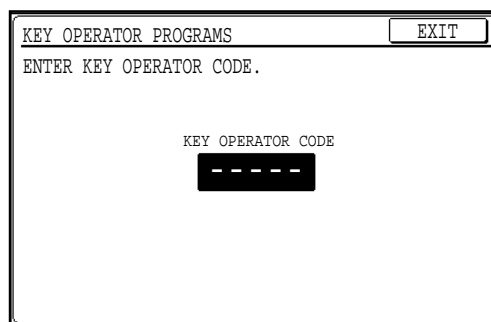 KEY OPERATOR PROGRAMS
EXIT
ENTER KEY OPERATOR CODE.
KEY OPERATOR CODE
-----